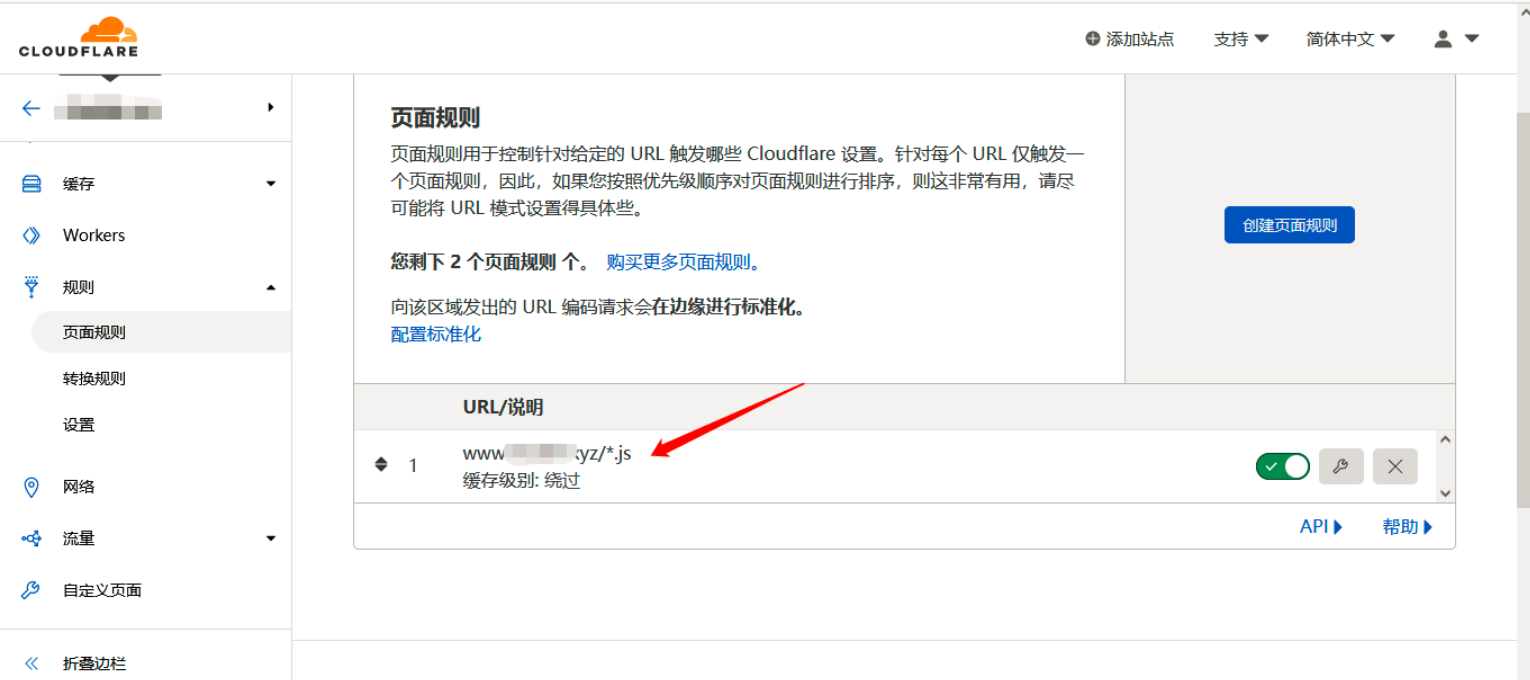 CLOUDFLARE
添加站点
支持
简体中文
缓存
Workers
规则
页面规则
转换规则
设置
网络
流量
自定义页面
折叠边栏
页面规则
页面规则用于控制针对给定的 URL 触发哪些 Cloudflare 设置。针对每个 URL 仅触发一
个页面规则，因此，如果您按照优先级顺序对页面规则进行排序，则这非常有用，请尽
可能将 URL 模式设置得具体些。
您剩下 2 个页面规则 个。 购买更多页面规则。
向该区域发出的 URL 编码请求会在边缘进行标准化。
配置标准化
创建页面规则
URL/说明
1
www yz/*.js
缓存级别: 绕过
API
帮助